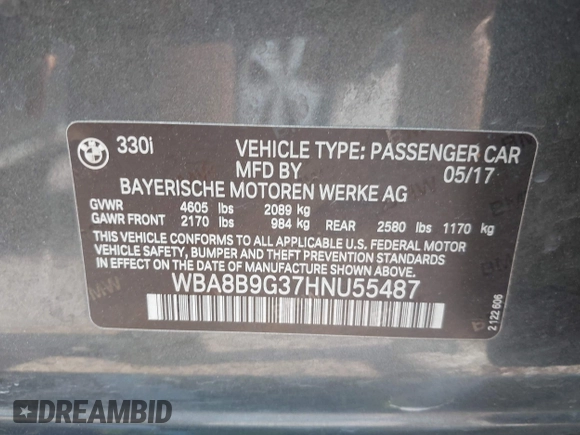 330i VEHICLE TYPE: PASSENGER CAR
MFD BY 05/17
BAYERISCHE MOTOREN WERKE AG
GVWR 4605 lbs 2089 kg
GAWR FRONT 2170 lbs 984 kg REAR 2580 lbs 1170 kg
THIS VEHICLE CONFORMS TO ALL APPLICABLE U.S. FEDERAL MOTOR
VEHICLE SAFETY, BUMPER, AND THEFT PREVENTION STANDARDS
IN EFFECT ON THE DATE OF MANUFACTURE SHOWN ABOVE.
WBA8B9G37HNU55487
2 122 606
DREAMBID